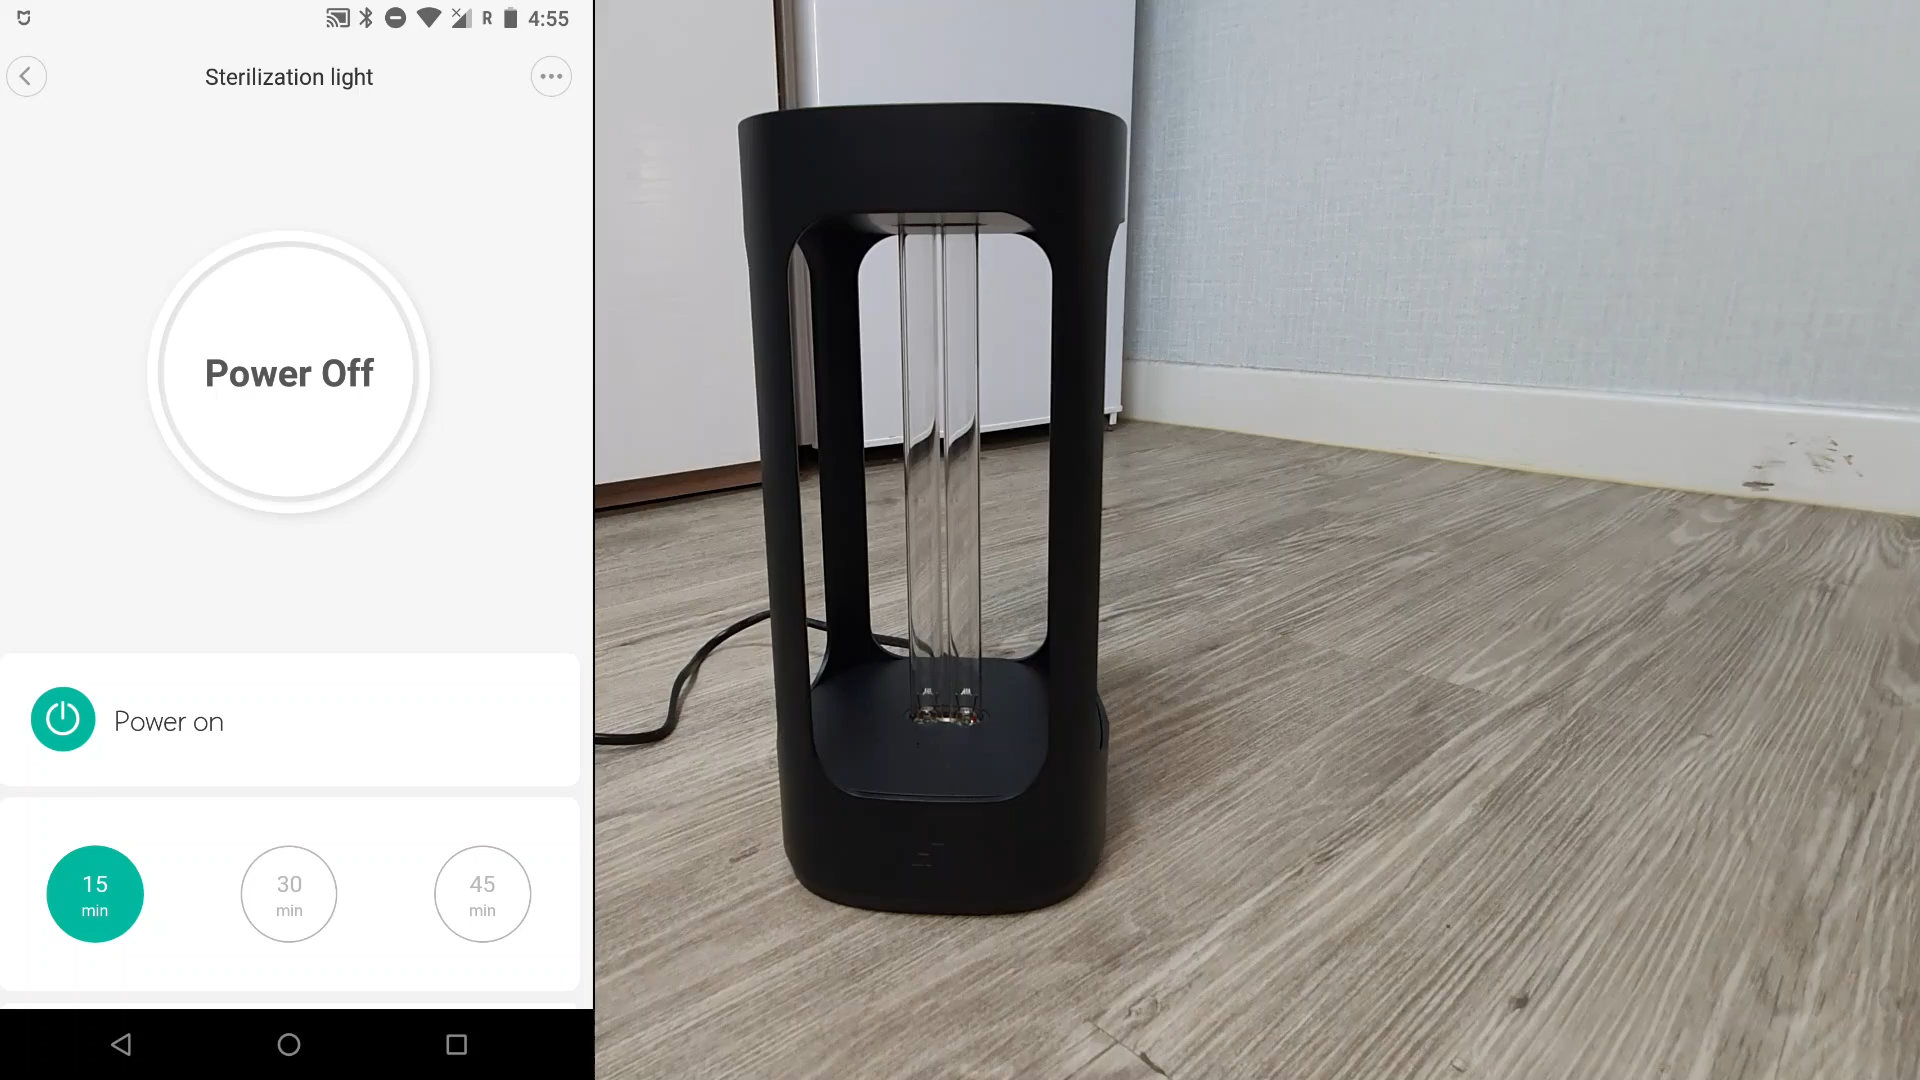 R 4:55
Sterilization light
Power Off
Power on
15 30 45
min min min